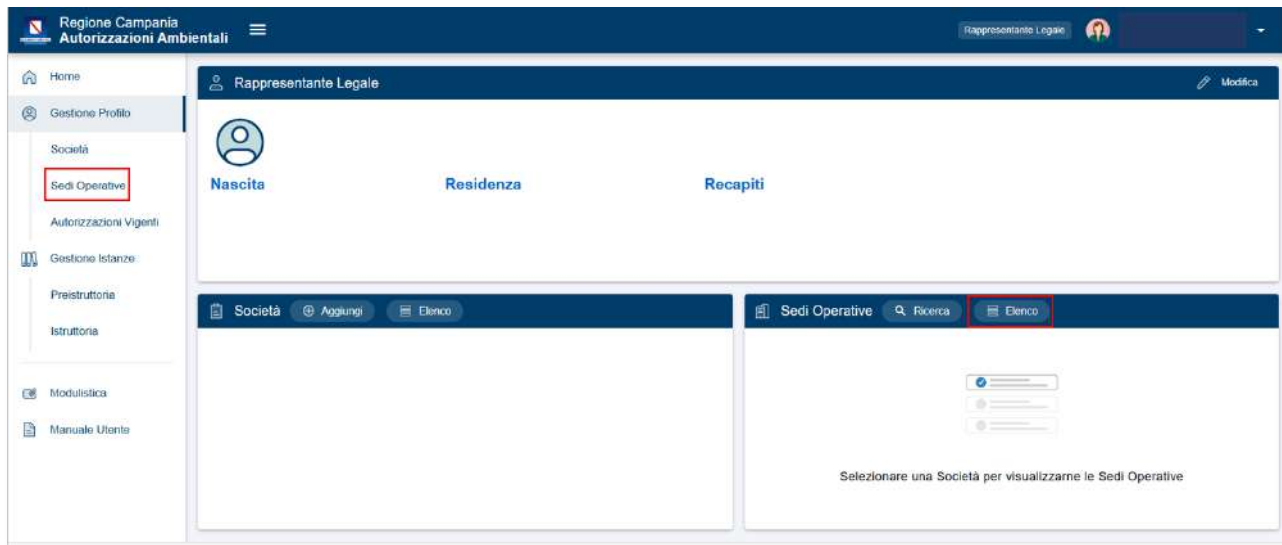 Regione Campania
Autorizzazioni Ambientali
Rappresentante Legale
Home
Gestione Profilo
Società
Sedi Operative
Autorizzazioni Vigenti
Gestione Istanze
Preistruttoria
Istruttoria
Modulistica
Manuale Utente
Rappresentante Legale
Modifica
Nascita Residenza Recapiti
Società Aggiungi Elenco
Sedi Operative Ricerca Elenco
Selezionare una Società per visualizzarne le Sedi Operative